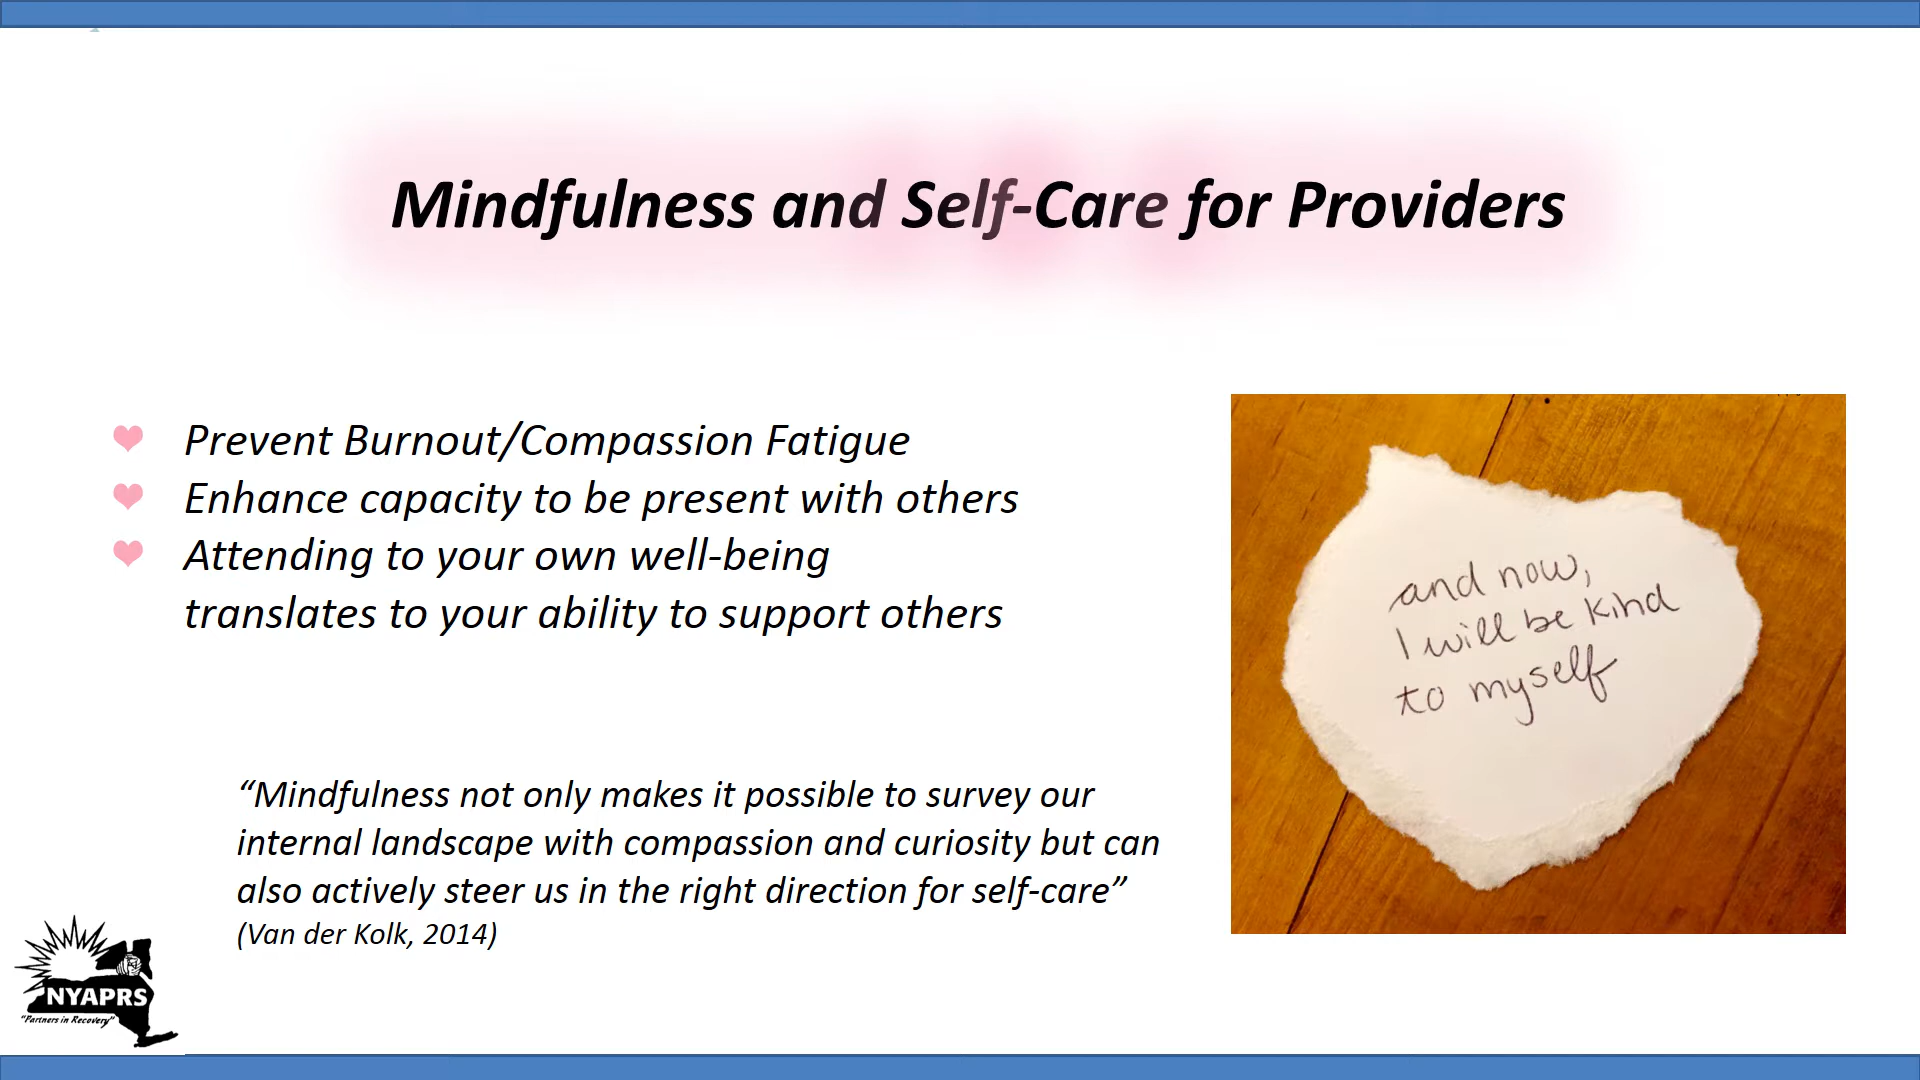 Mindfulness and Self-Care for Providers
Prevent Burnout/Compassion Fatigue
Enhance capacity to be present with others
Attending to your own well-being
translates to your ability to support others
and now,
I will be kind
to myself
“Mindfulness not only makes it possible to survey our
internal landscape with compassion and curiosity but can
also actively steer us in the right direction for self-care”
(Van der Kolk, 2014)
NYAPRS
“Partners in Recovery”